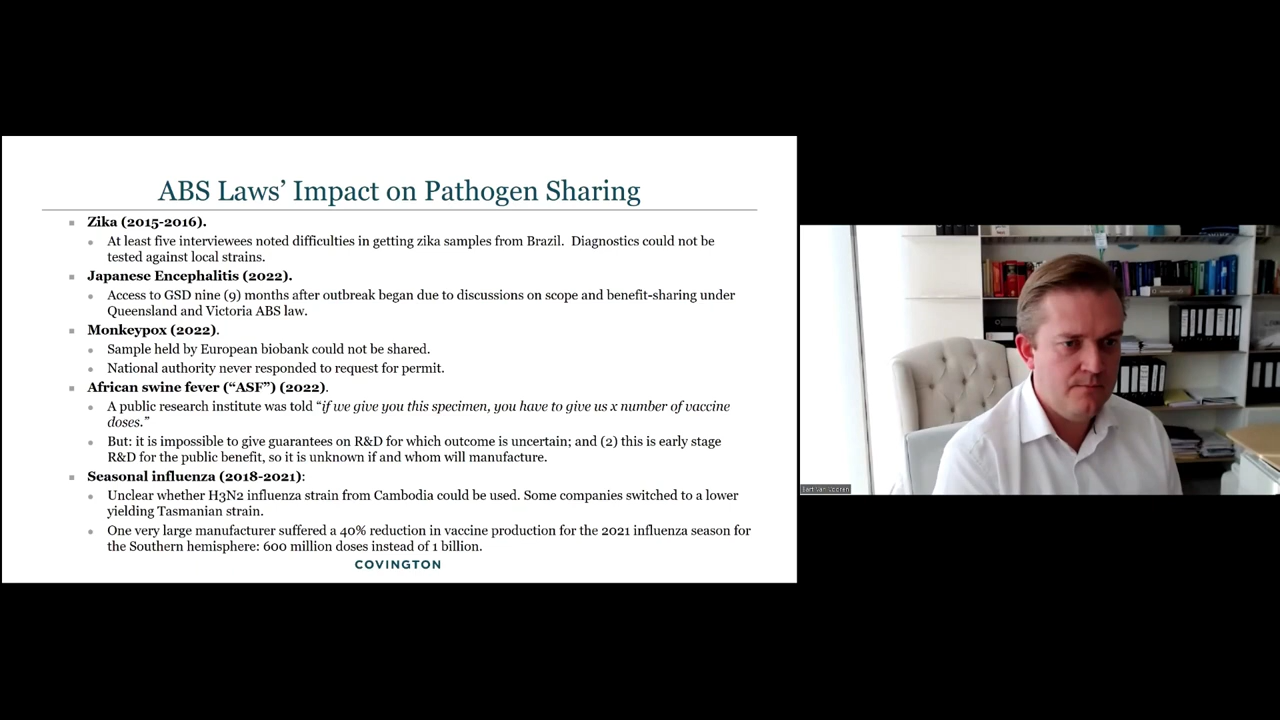 ABS Laws’ Impact on Pathogen Sharing
Zika (2015-2016).
At least five interviewees noted difficulties in getting zika samples from Brazil. Diagnostics could not be
tested against local strains.
Japanese Encephalitis (2022).
Access to GSD nine (9) months after outbreak began due to discussions on scope and benefit-sharing under
Queensland and Victoria ABS law.
Monkeypox (2022).
Sample held by European biobank could not be shared.
National authority never responded to request for permit.
African swine fever (“ASF”) (2022).
A public research institute was told “if we give you this specimen, you have to give us x number of vaccine
doses.”
But: it is impossible to give guarantees on R&D for which outcome is uncertain; and (2) this is early stage
R&D for the public benefit, so it is unknown if and whom will manufacture.
Seasonal influenza (2018-2021):
Unclear whether H3N2 influenza strain from Cambodia could be used. Some companies switched to a lower
yielding Tasmanian strain.
One very large manufacturer suffered a 40% reduction in vaccine production for the 2021 influenza season for
the Southern hemisphere: 600 million doses instead of 1 billion.
COVINGTON
Bart Van Vooren